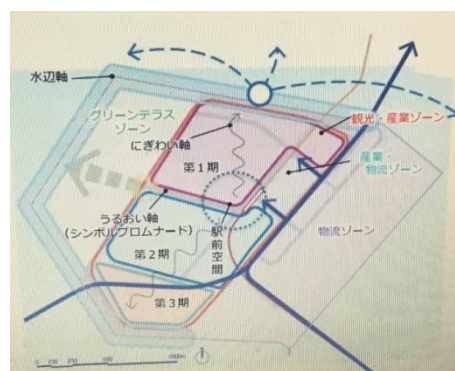 水辺軸
グリーンテラス
ゾーン
にぎわい軸
観光・産業ゾーン
第1期
産業・
物流ゾーン
うるおい軸
(シンボルプロムナード)
駅前空間
物流ゾーン
第2期
第3期